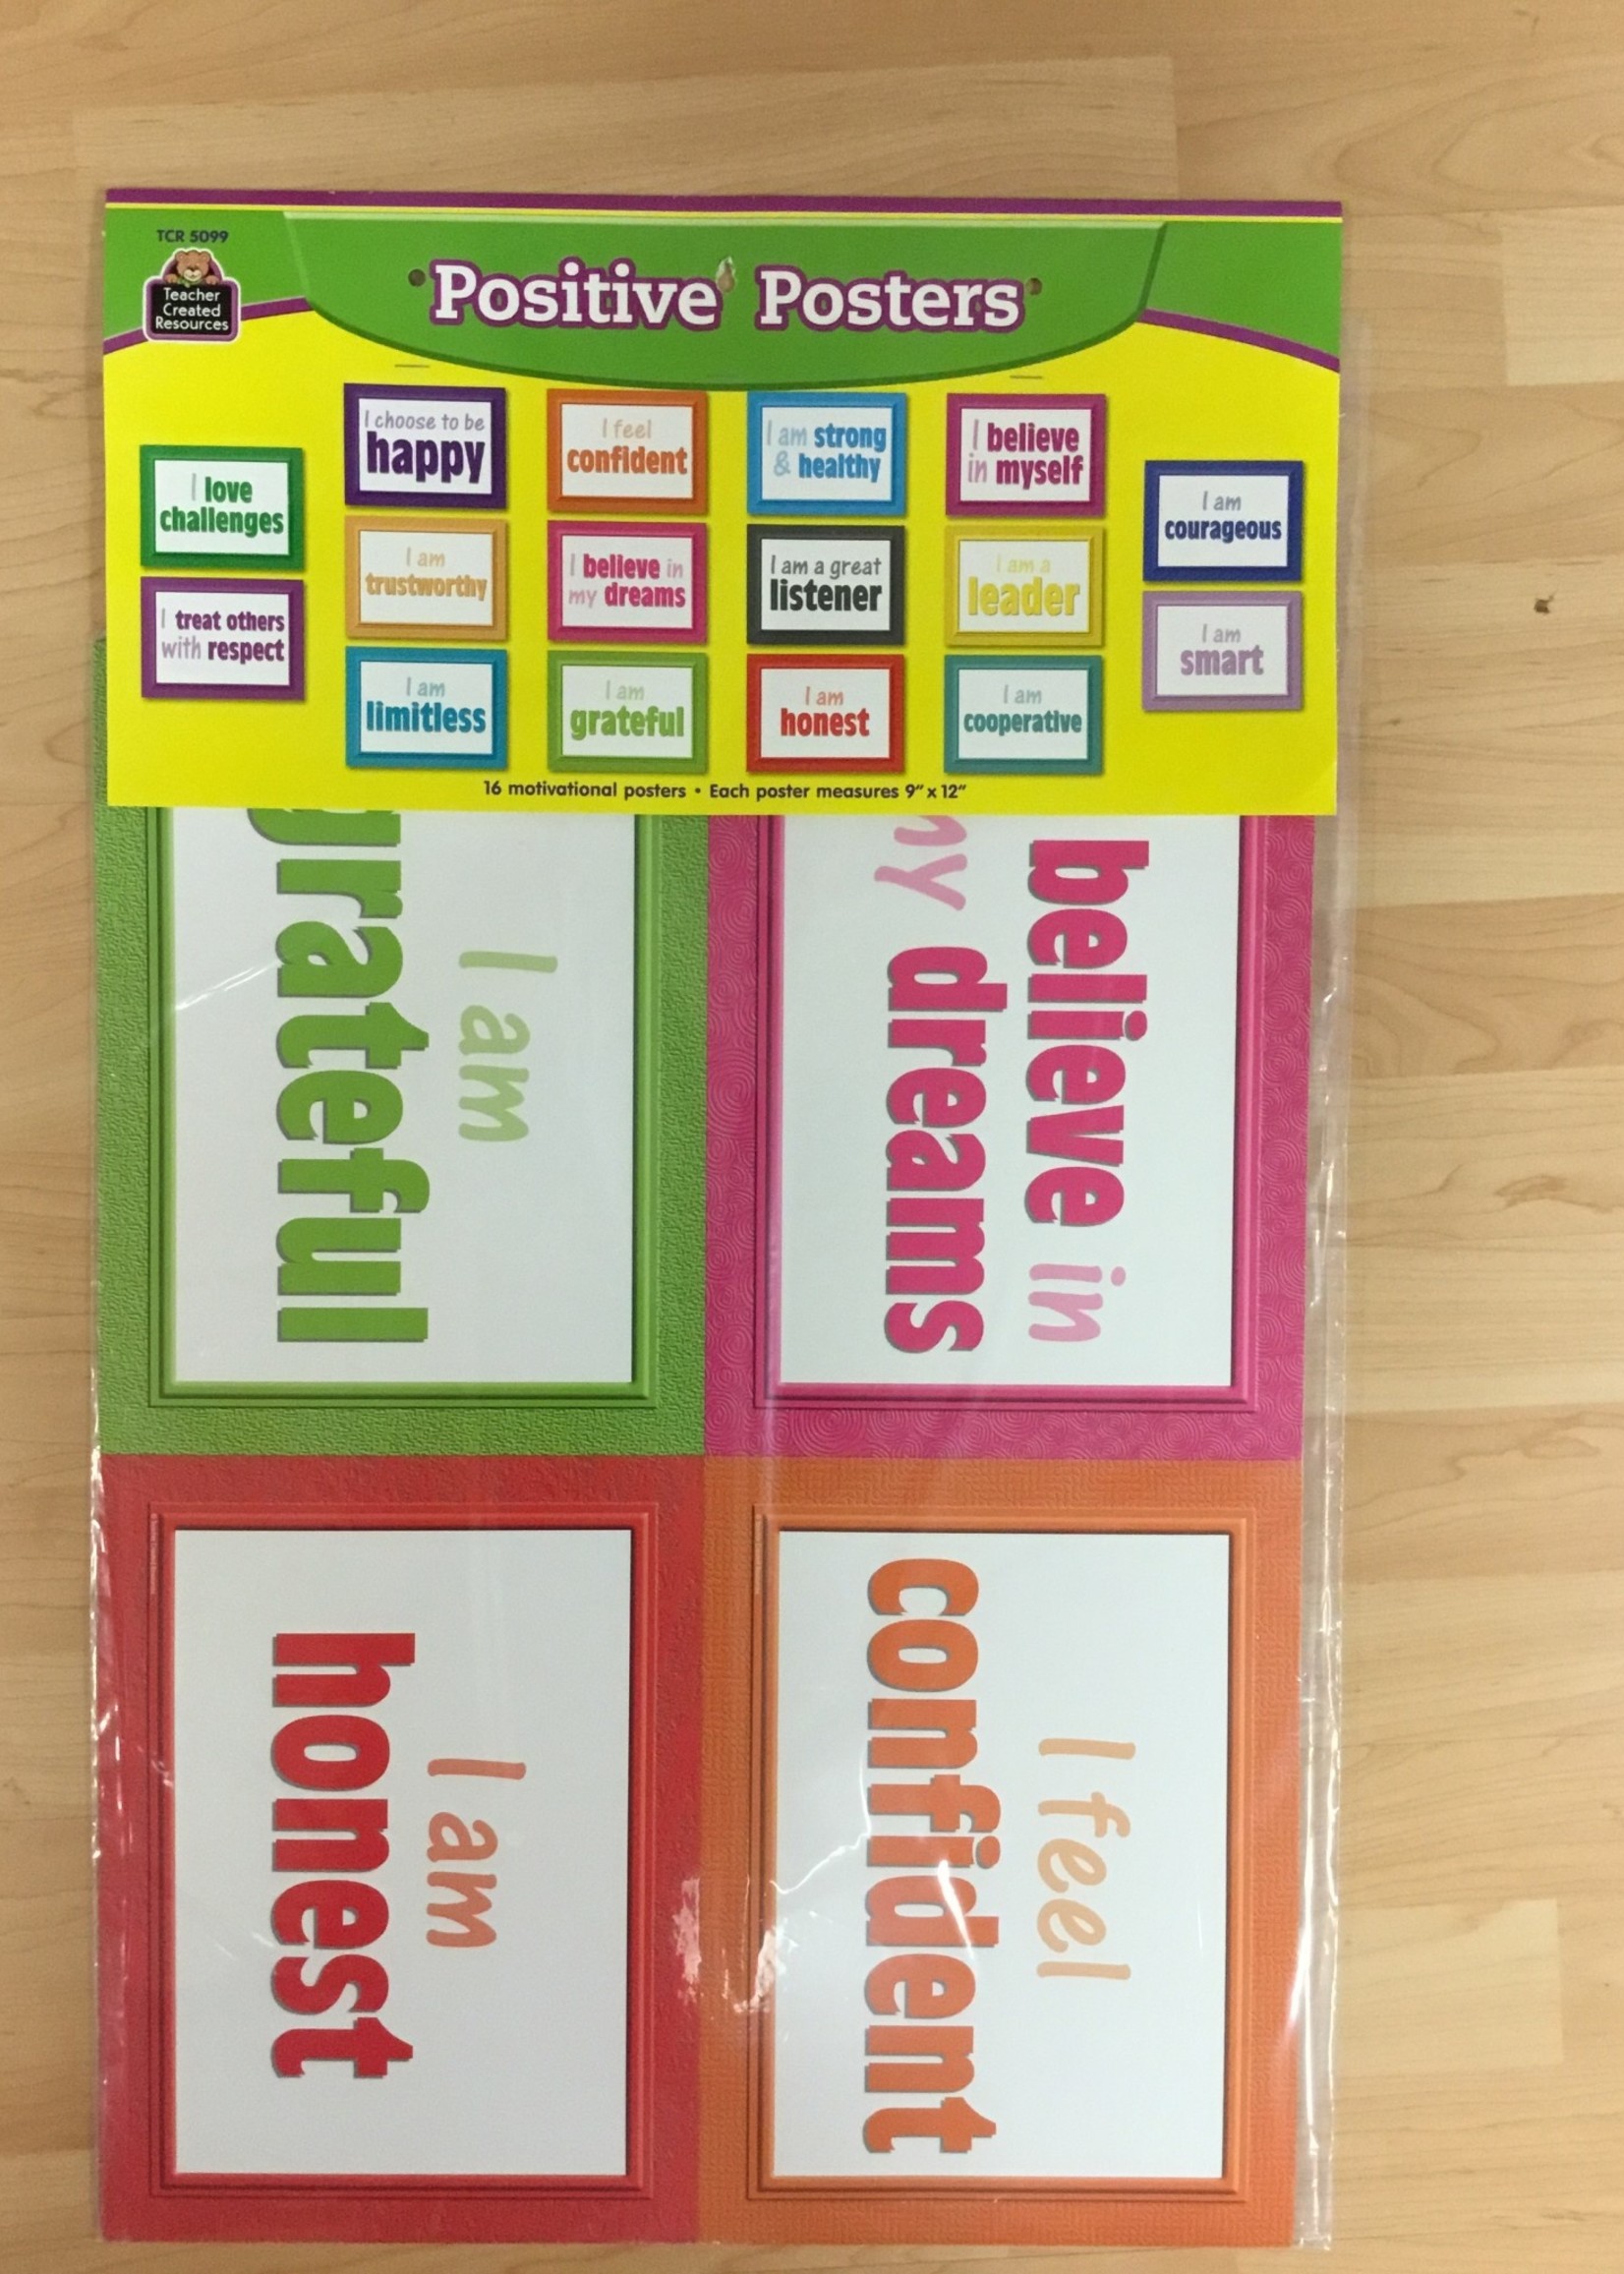 TCR 5099
Teacher
Created
Resources
Positive Posters
I love
challenges
I treat others
with respect
I choose to be
happy
I am
trustworthy
I am
limitless
I feel
confident
I believe in
my dreams
I am
grateful
I am strong
& healthy
I am a great
listener
I am
honest
I believe
in myself
I am a
leader
I am
cooperative
I am
courageous
I am
smart
16 motivational posters • Each poster measures 9" x 12"
I am
grateful
believe in
my dreams
I am
honest
I feel
confident